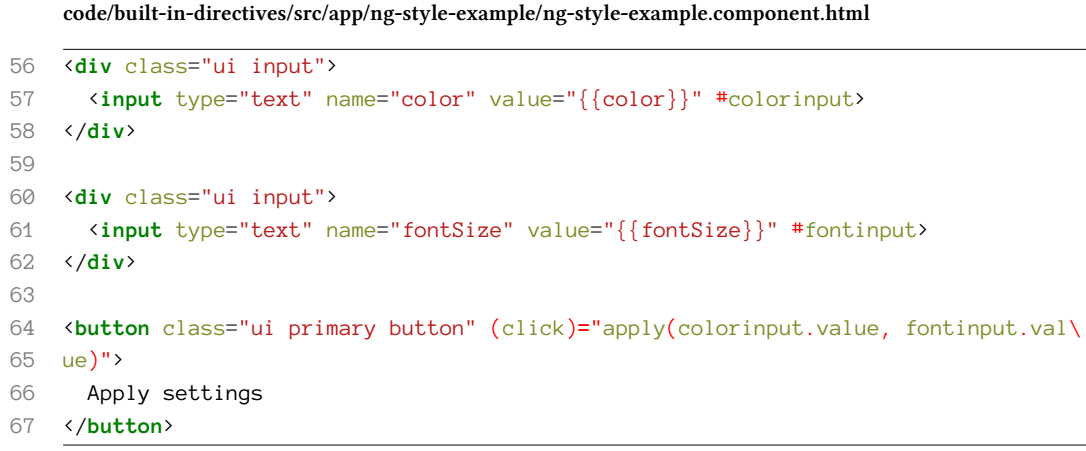 code/built-in-directives/src/app/ng-style-example/ng-style-example.component.html
56 <div class="ui input">
57   <input type="text" name="color" value="{{color}}" #colorinput>
58 </div>
59
60 <div class="ui input">
61   <input type="text" name="fontSize" value="{{fontSize}}" #fontinput>
62 </div>
63
64 <button class="ui primary button" (click)="apply(colorinput.value, fontinput.val\
65 ue)">
66   Apply settings
67 </button>